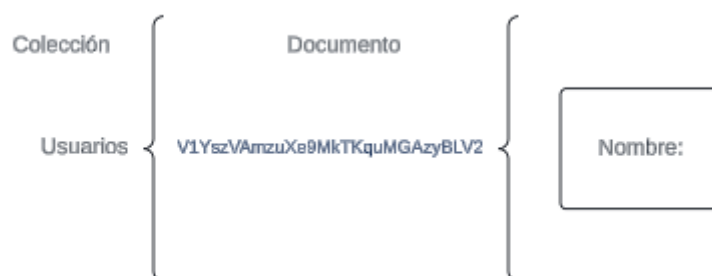 Colección
Documento
Usuarios
V1YszVAmzuXe9MkTKquMGAzyBLV2
Nombre: